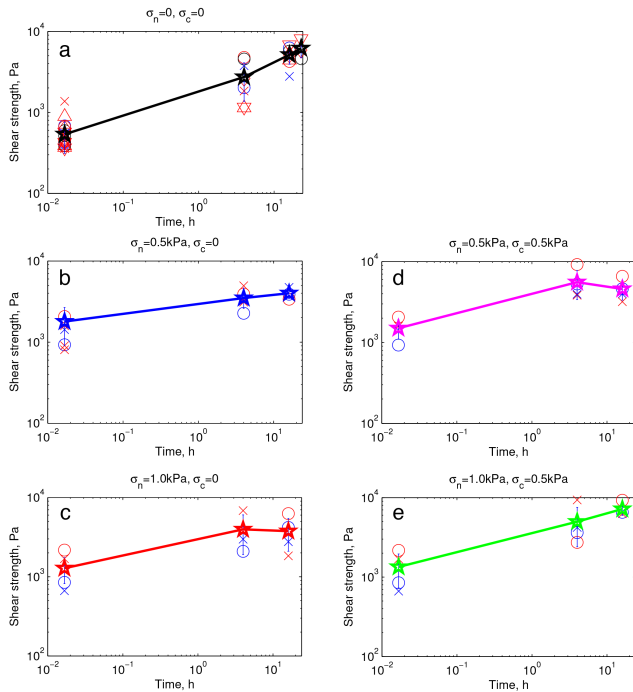 σn=0, σc=0
a
Shear strength, Pa
10^4
10^3
10^2
10^-2 10^-1 10^0 10^1
Time, h
σn=0.5kPa, σc=0
b
Shear strength, Pa
10^4
10^3
10^2
10^-2 10^-1 10^0 10^1
Time, h
σn=0.5kPa, σc=0.5kPa
d
Shear strength, Pa
10^4
10^3
10^2
10^-2 10^-1 10^0 10^1
Time, h
σn=1.0kPa, σc=0
c
Shear strength, Pa
10^4
10^3
10^2
10^-2 10^-1 10^0 10^1
Time, h
σn=1.0kPa, σc=0.5kPa
e
Shear strength, Pa
10^4
10^3
10^2
10^-2 10^-1 10^0 10^1
Time, h